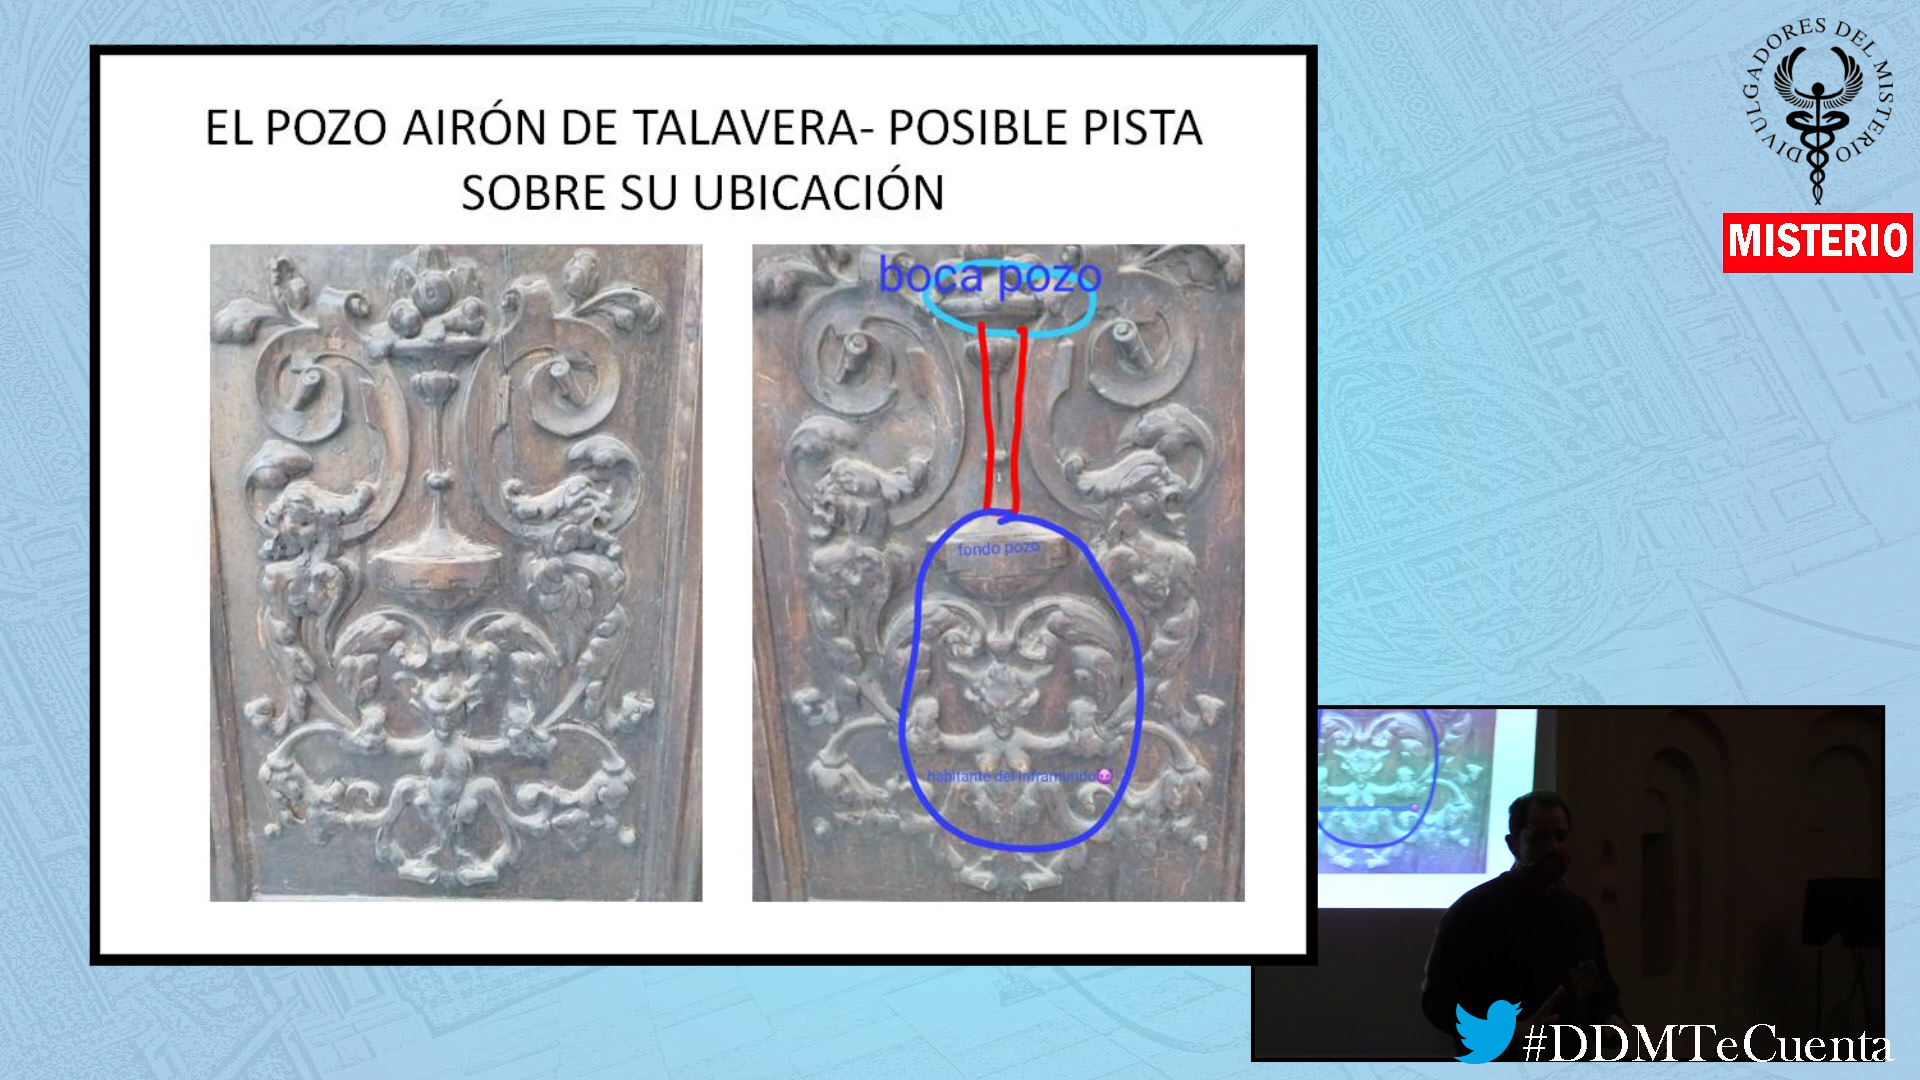 EL POZO AIRÓN DE TALAVERA- POSIBLE PISTA
SOBRE SU UBICACIÓN
boca pozo
fondo pozo
habitante del inframundo
DIVULGADORES DEL MISTERIO
MISTERIO
#DDMTeCuenta